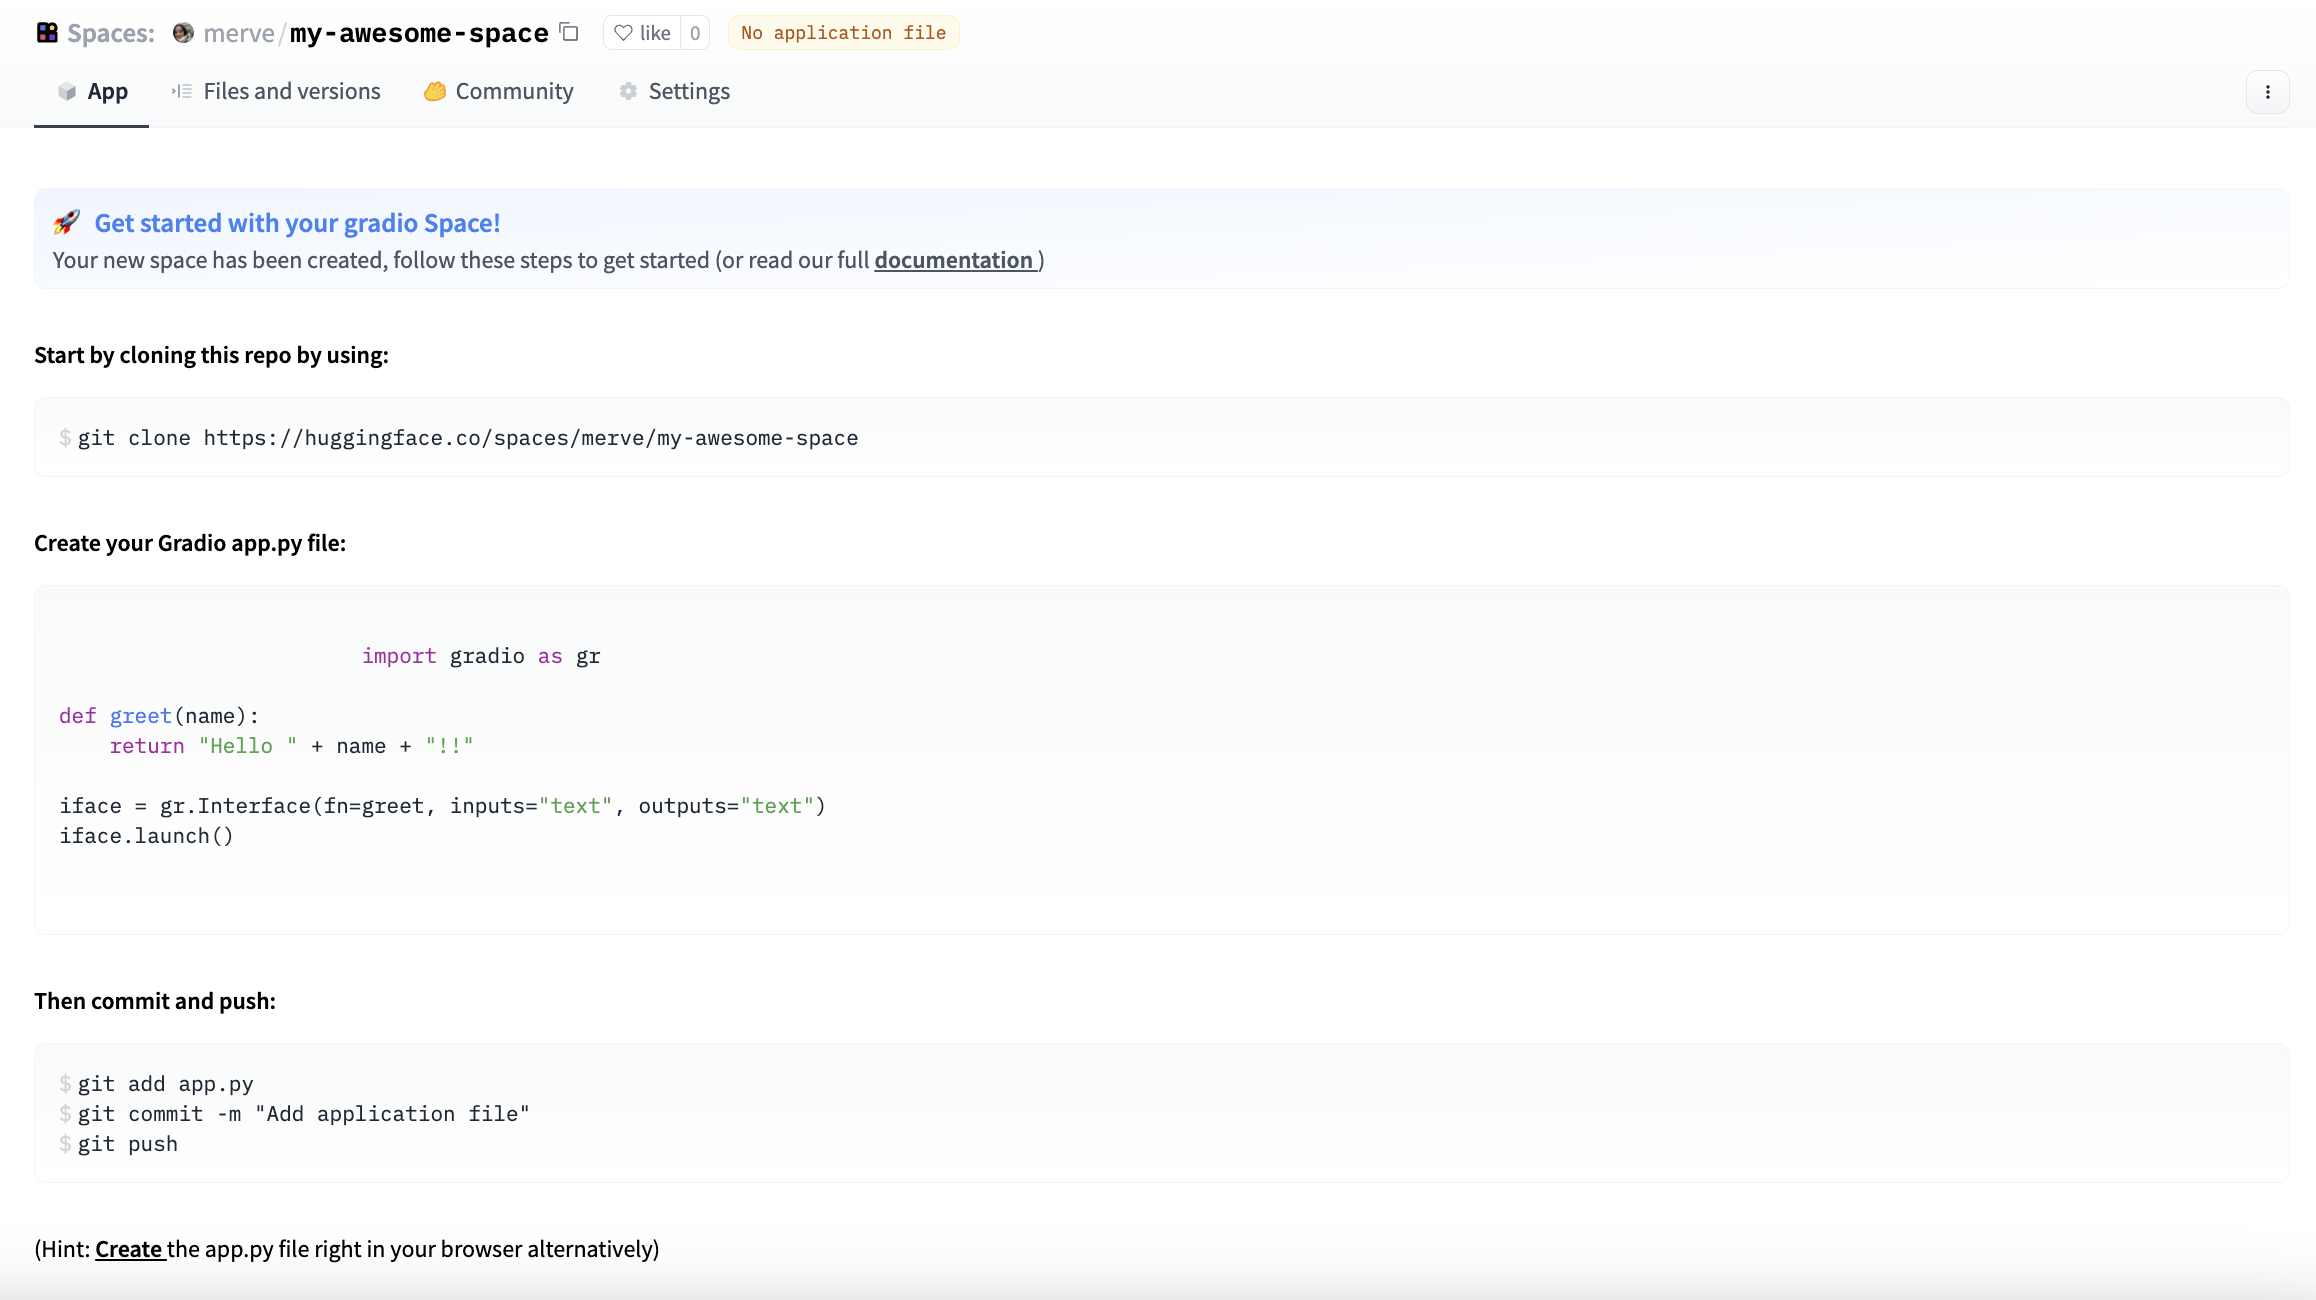 Spaces: merve/my-awesome-space like 0 No application file
App Files and versions Community Settings
Get started with your gradio Space!
Your new space has been created, follow these steps to get started (or read our full documentation )
Start by cloning this repo by using:
$ git clone https://huggingface.co/spaces/merve/my-awesome-space
Create your Gradio app.py file:
import gradio as gr
def greet(name):
    return "Hello " + name + "!!"
iface = gr.Interface(fn=greet, inputs="text", outputs="text")
iface.launch()
Then commit and push:
$ git add app.py
$ git commit -m "Add application file"
$ git push
(Hint: Create the app.py file right in your browser alternatively)